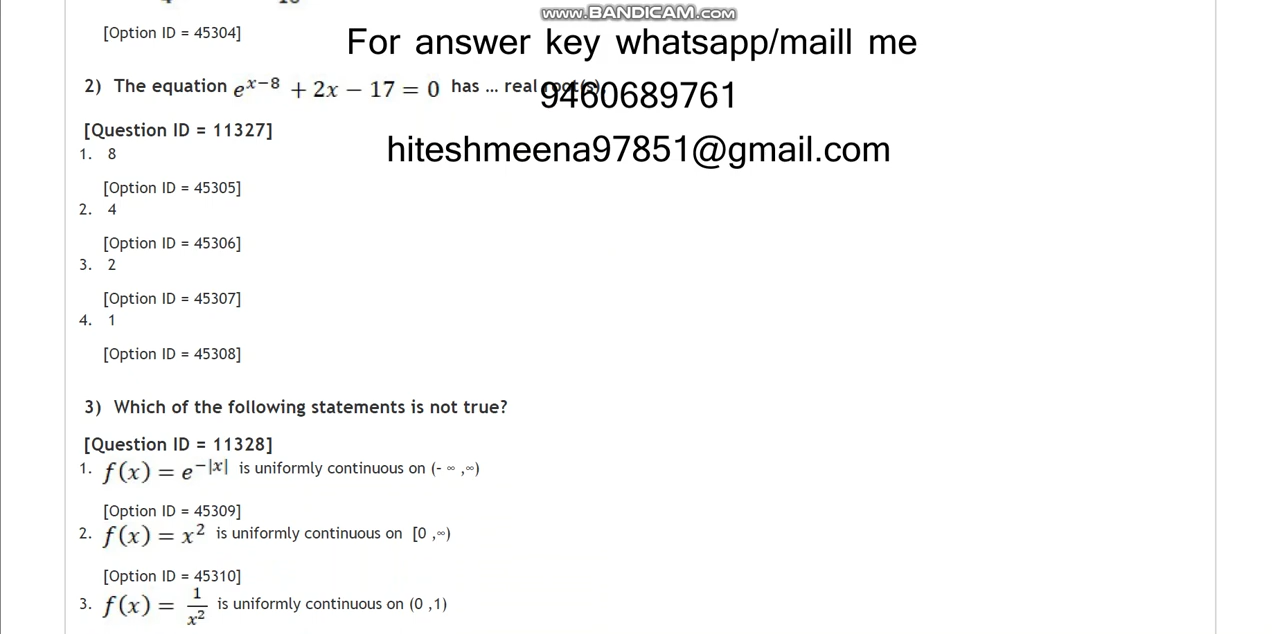 www.BANDICAM.com
[Option ID = 45304]
For answer key whatsapp/maill me
2) The equation e^{x-8} + 2x − 17 = 0 has ... real root(s).
9460689761
[Question ID = 11327]
hiteshmeena97851@gmail.com
1. 8
[Option ID = 45305]
2. 4
[Option ID = 45306]
3. 2
[Option ID = 45307]
4. 1
[Option ID = 45308]
3) Which of the following statements is not true?
[Question ID = 11328]
1. f(x) = e^{-|x|} is uniformly continuous on (- ∞ ,∞)
[Option ID = 45309]
2. f(x) = x² is uniformly continuous on [0 ,∞)
[Option ID = 45310]
3. f(x) = 1/x² is uniformly continuous on (0 ,1)